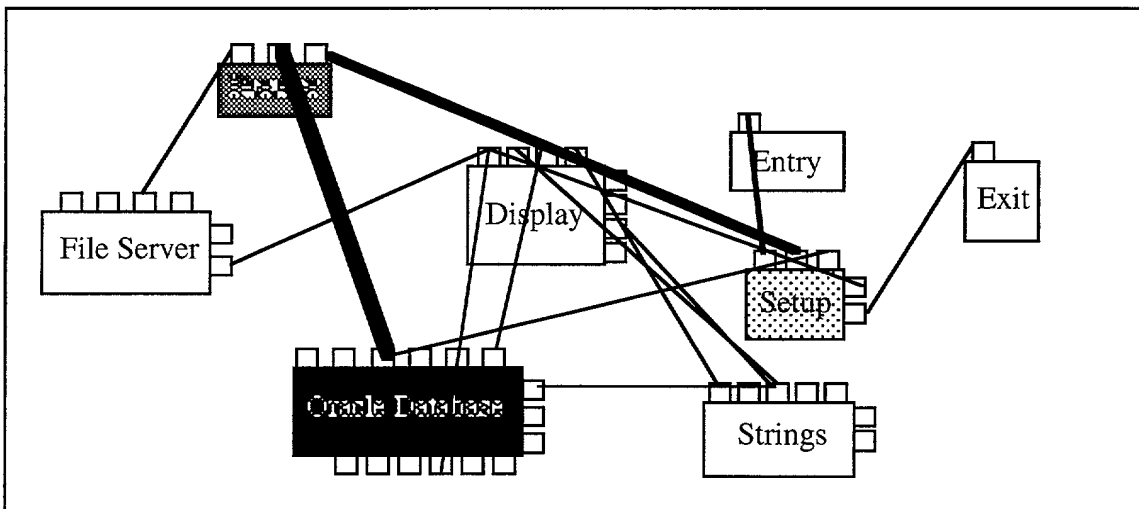 Entry
Exit
Display
File Server
Setup
Oracle Database
Strings